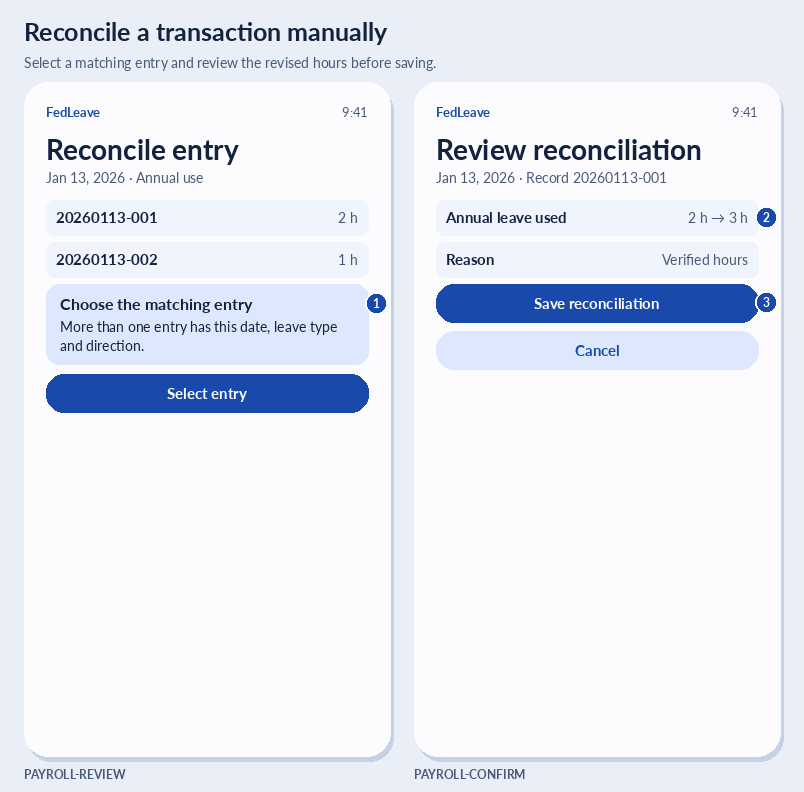 Reconcile a transaction manually
Select a matching entry and review the revised hours before saving.
FedLeave 9:41
Reconcile entry
Jan 13, 2026 · Annual use
20260113-001 2 h
20260113-002 1 h
Choose the matching entry
1
More than one entry has this date, leave type
and direction.
Select entry
PAYROLL-REVIEW
FedLeave 9:41
Review reconciliation
Jan 13, 2026 · Record 20260113-001
Annual leave used 2 h → 3 h 2
Reason Verified hours
Save reconciliation 3
Cancel
PAYROLL-CONFIRM